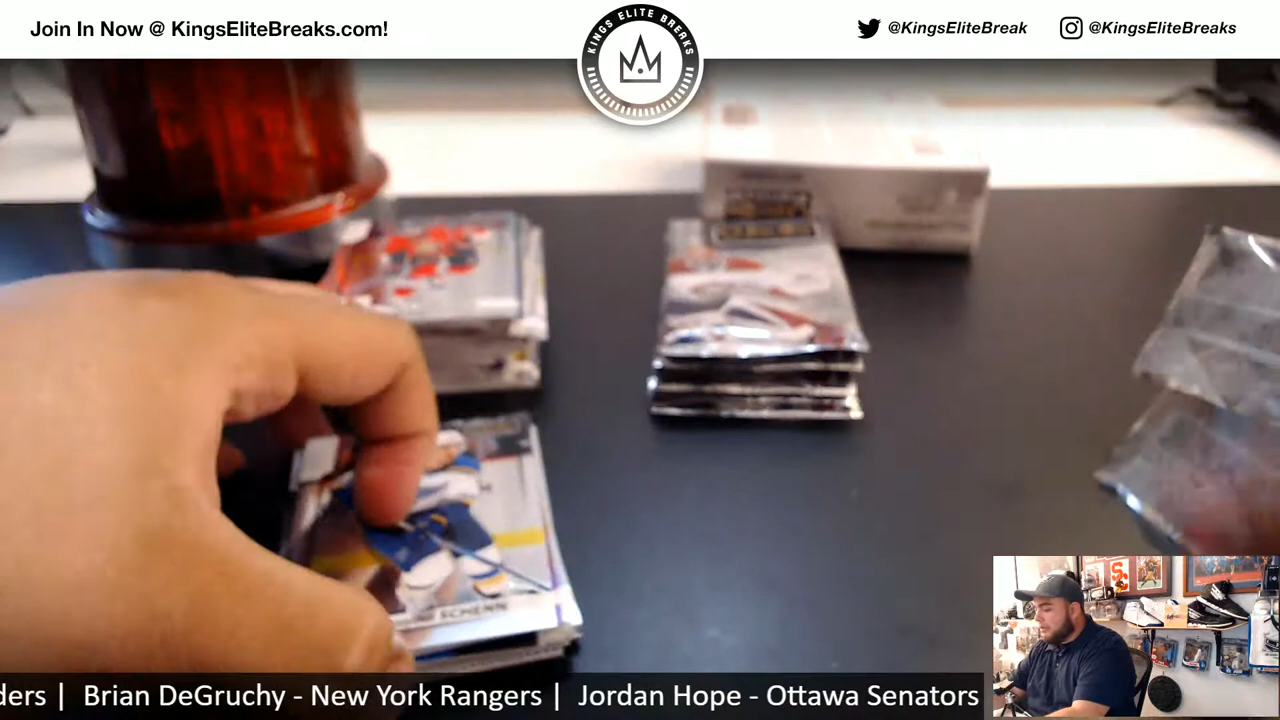 Join In Now @ KingsEliteBreaks.com!
KINGS ELITE BREAKS
@KingsEliteBreak
@KingsEliteBreaks
SCHENN
ders | Brian DeGruchy - New York Rangers | Jordan Hope - Ottawa Senators